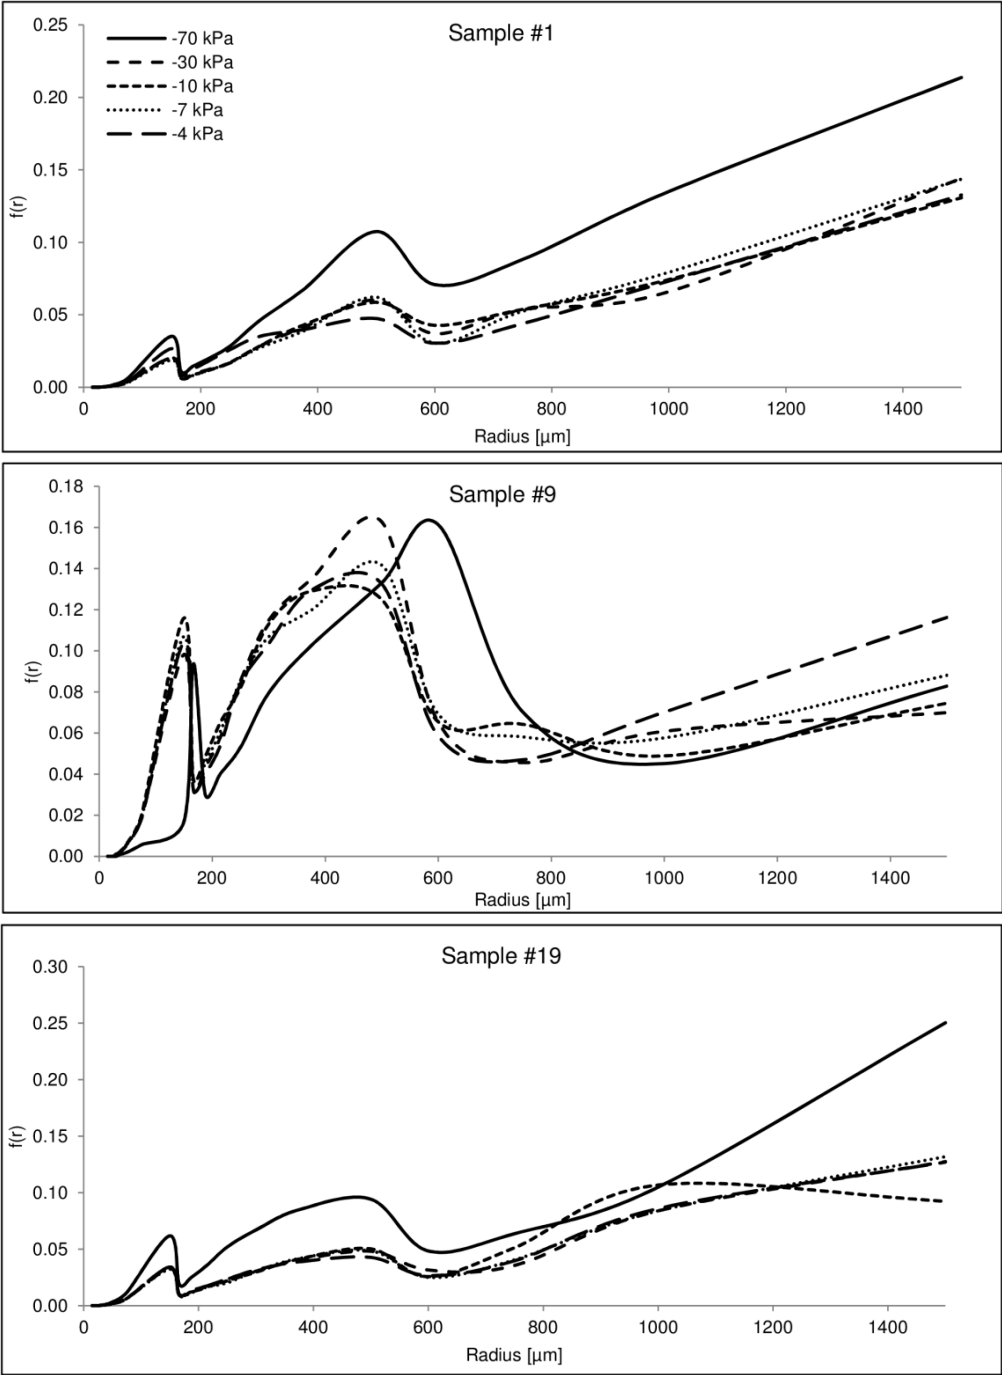 Sample #1
0.25
0.20
0.15
0.10
0.05
0.00
f(r)
-70 kPa
-30 kPa
-10 kPa
-7 kPa
-4 kPa
0 200 400 600 800 1000 1200 1400
Radius [µm]
Sample #9
0.18
0.16
0.14
0.12
0.10
0.08
0.06
0.04
0.02
0.00
f(r)
0 200 400 600 800 1000 1200 1400
Radius [µm]
Sample #19
0.30
0.25
0.20
0.15
0.10
0.05
0.00
f(r)
0 200 400 600 800 1000 1200 1400
Radius [µm]